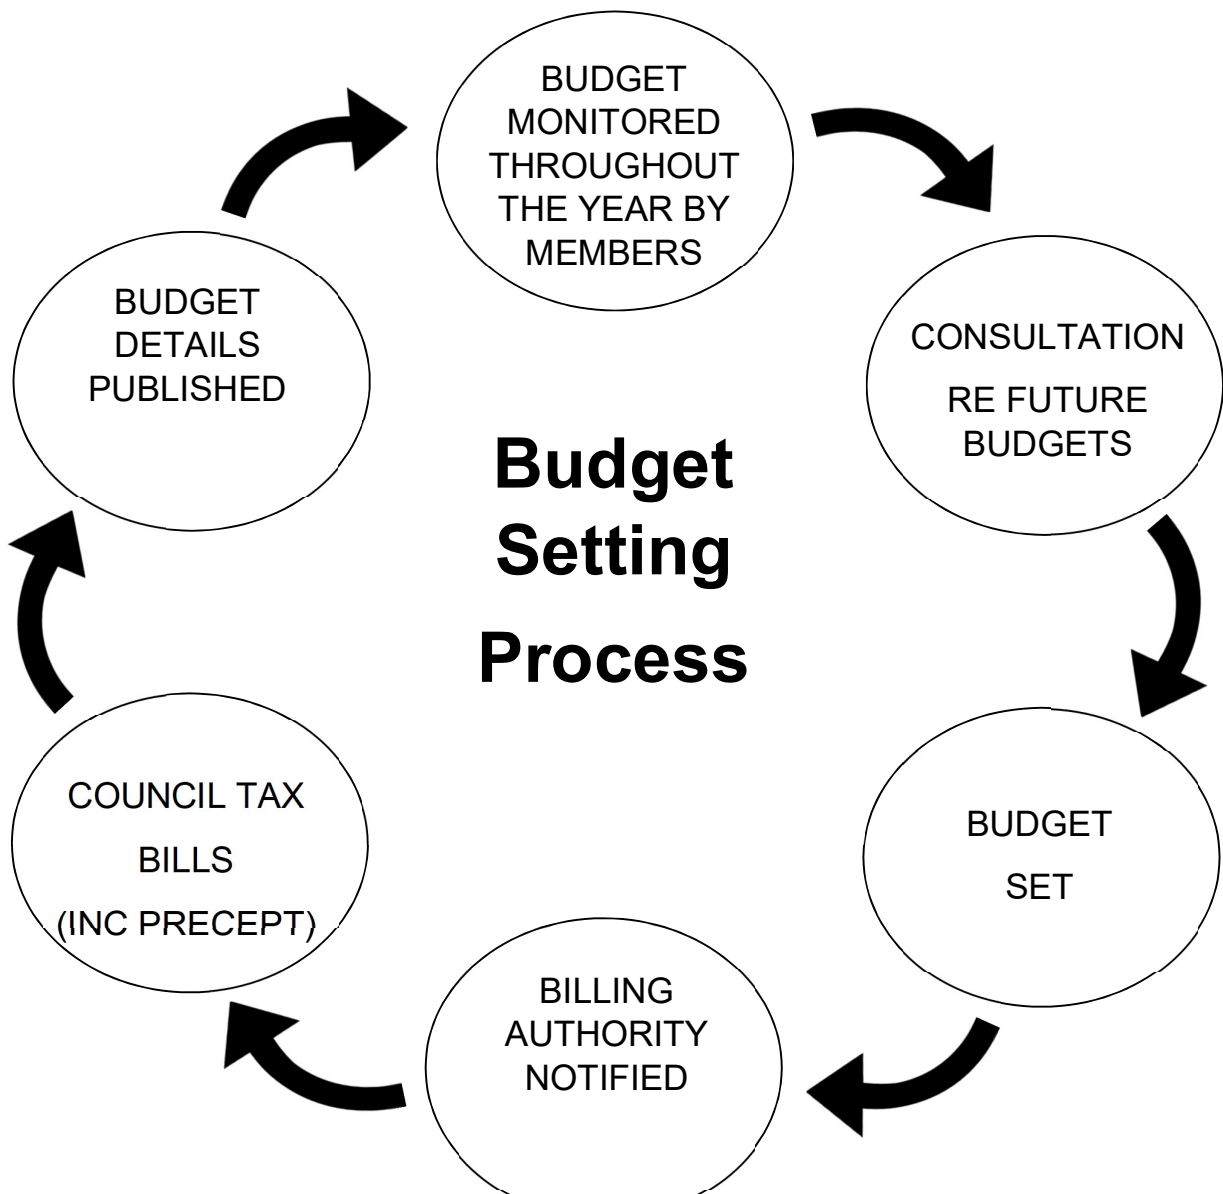 BUDGET
MONITORED
THROUGHOUT
THE YEAR BY
MEMBERS
CONSULTATION
RE FUTURE
BUDGETS
BUDGET
SET
BILLING
AUTHORITY
NOTIFIED
COUNCIL TAX
BILLS
(INC PRECEPT)
BUDGET
DETAILS
PUBLISHED
Budget
Setting
Process